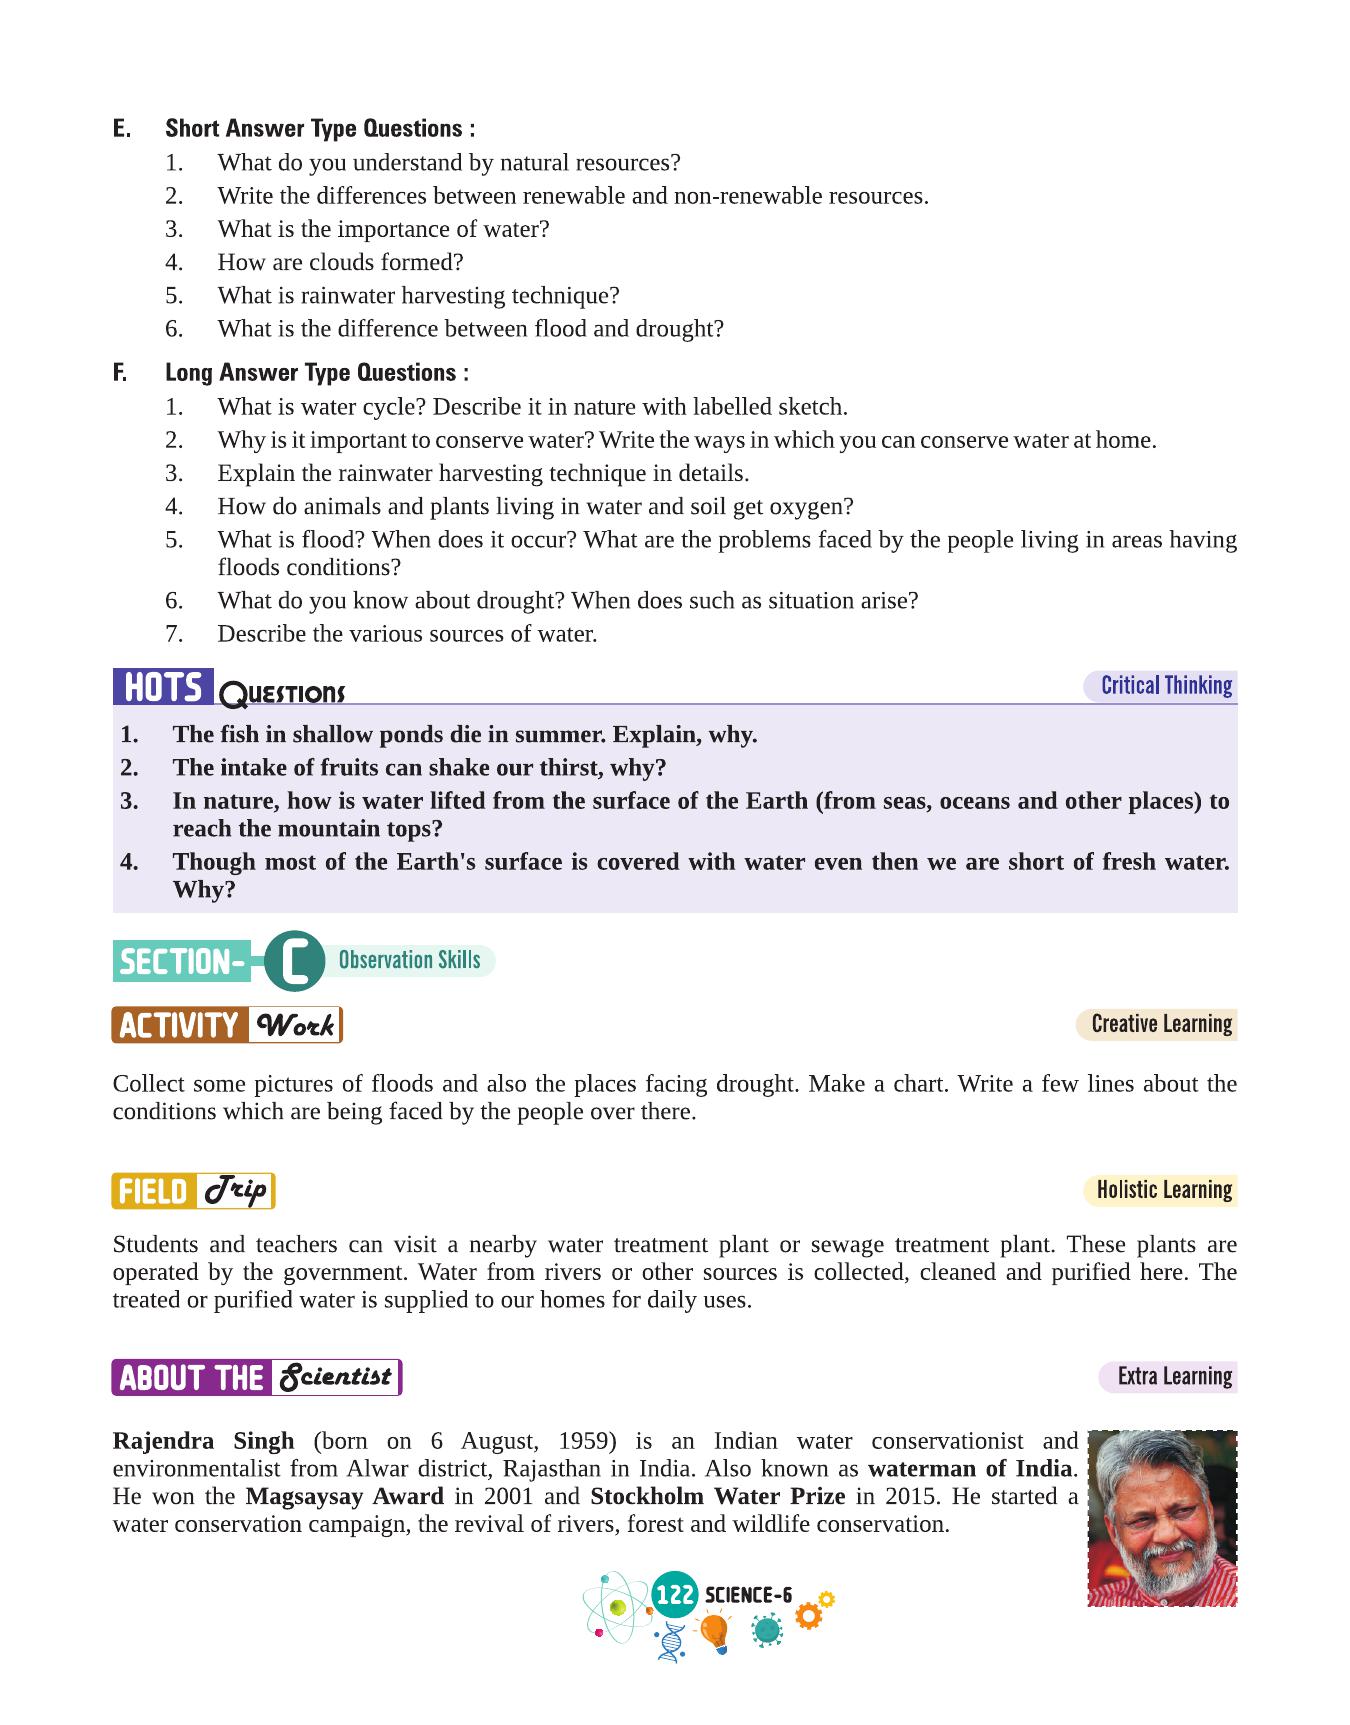 E. Short Answer Type Questions :
1. What do you understand by natural resources?
2. Write the differences between renewable and non-renewable resources.
3. What is the importance of water?
4. How are clouds formed?
5. What is rainwater harvesting technique?
6. What is the difference between flood and drought?
F. Long Answer Type Questions :
1. What is water cycle? Describe it in nature with labelled sketch.
2. Why is it important to conserve water? Write the ways in which you can conserve water at home.
3. Explain the rainwater harvesting technique in details.
4. How do animals and plants living in water and soil get oxygen?
5. What is flood? When does it occur? What are the problems faced by the people living in areas having
floods conditions?
6. What do you know about drought? When does such as situation arise?
7. Describe the various sources of water.
HOTS Questions Critical Thinking
1. The fish in shallow ponds die in summer. Explain, why.
2. The intake of fruits can shake our thirst, why?
3. In nature, how is water lifted from the surface of the Earth (from seas, oceans and other places) to
reach the mountain tops?
4. Though most of the Earth's surface is covered with water even then we are short of fresh water.
Why?
SECTION- C Observation Skills
ACTIVITY Work Creative Learning
Collect some pictures of floods and also the places facing drought. Make a chart. Write a few lines about the
conditions which are being faced by the people over there.
FIELD Trip Holistic Learning
Students and teachers can visit a nearby water treatment plant or sewage treatment plant. These plants are
operated by the government. Water from rivers or other sources is collected, cleaned and purified here. The
treated or purified water is supplied to our homes for daily uses.
ABOUT THE Scientist Extra Learning
Rajendra Singh (born on 6 August, 1959) is an Indian water conservationist and
environmentalist from Alwar district, Rajasthan in India. Also known as waterman of India.
He won the Magsaysay Award in 2001 and Stockholm Water Prize in 2015. He started a
water conservation campaign, the revival of rivers, forest and wildlife conservation.
122 SCIENCE-6